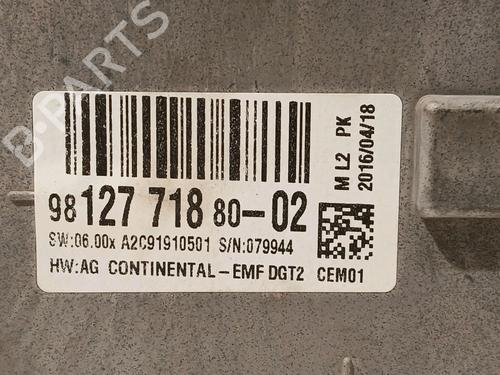 B-PARTS
98 127 718 80-02
SW:06.00x A2C91910501 S/N:079944
HW:AG CONTINENTAL-EMF DGT2 CEM01
M L2 PK
2016/04/18